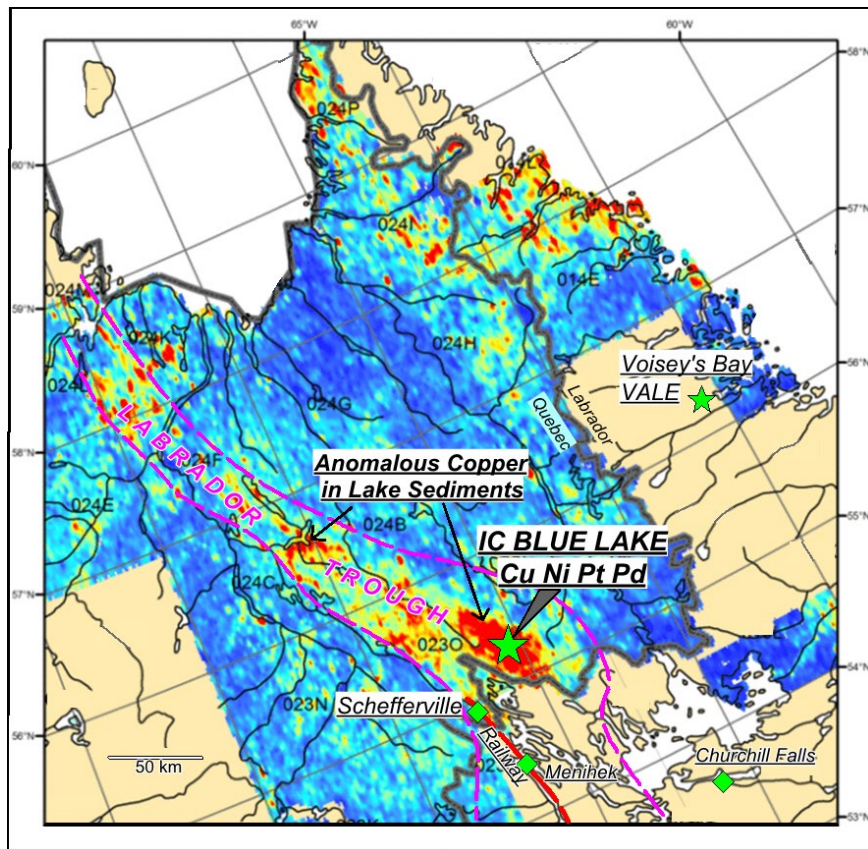 65°W
60°W
58°N
024P
60°N
014L
57°N
024N
014E
024M
59°N
024K
024H
Voisey's Bay
VALE
56°N
024L
Quebec
Labrador
024G
LABRADOR
58°N
024F
Anomalous Copper
in Lake Sediments
55°N
024E
024B
IC BLUE LAKE
Cu Ni Pt Pd
57°N
TROUGH
024C
023O
54°N
023N
Schefferville
56°N
Railway
Menihek
Churchill Falls
50 km
53°N